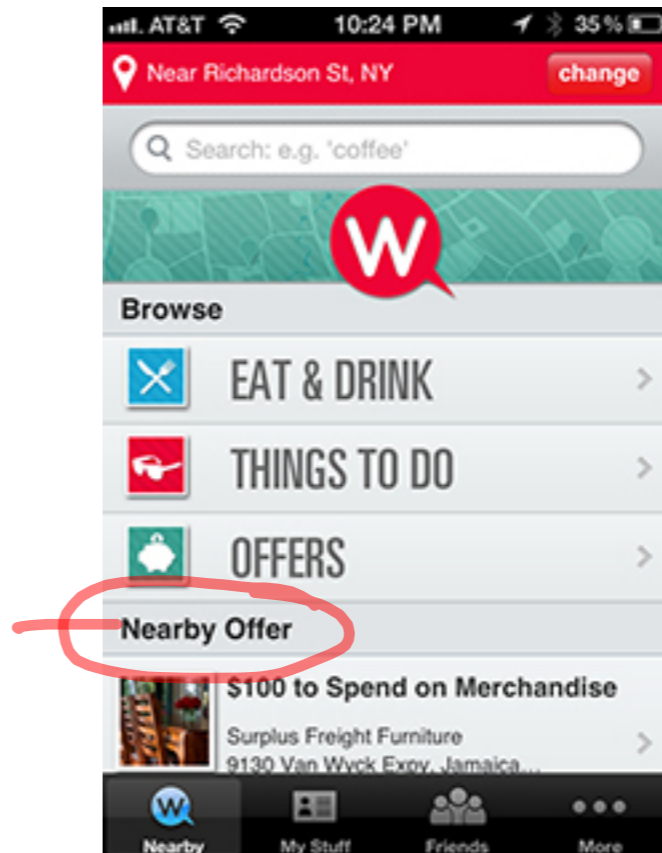 AT&T 10:24 PM 35%
Near Richardson St, NY change
Search: e.g. 'coffee'
W
Browse
EAT & DRINK
THINGS TO DO
OFFERS
Nearby Offer
$100 to Spend on Merchandise
Surplus Freight Furniture
9130 Van Wyck Expy, Jamaica...
W
Nearby My Stuff Friends More